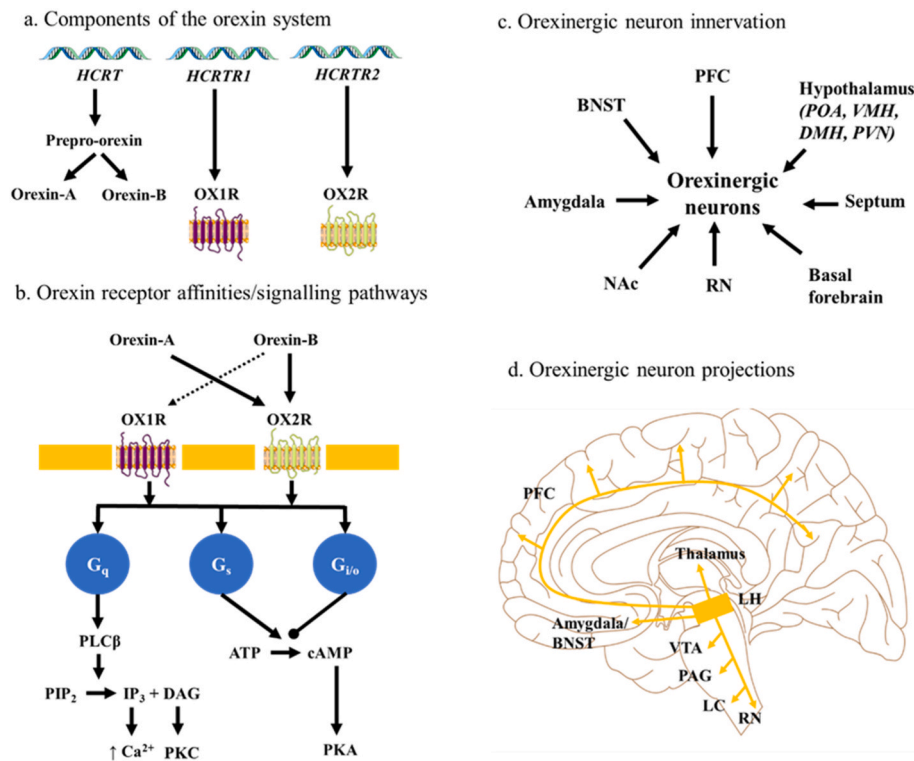 a. Components of the orexin system
HCRT HCRTR1 HCRTR2
Prepro-orexin
Orexin-A Orexin-B OX1R OX2R
b. Orexin receptor affinities/signalling pathways
Orexin-A Orexin-B
OX1R OX2R
Gq Gs Gi/o
PLCβ
ATP cAMP
PIP2 IP3 + DAG
↑ Ca2+ PKC PKA
c. Orexinergic neuron innervation
PFC
BNST
Hypothalamus
(POA, VMH,
DMH, PVN)
Orexinergic
neurons
Amygdala
Septum
NAc
RN
Basal
forebrain
d. Orexinergic neuron projections
PFC
Thalamus
LH
Amygdala/
BNST
VTA
PAG
LC
RN